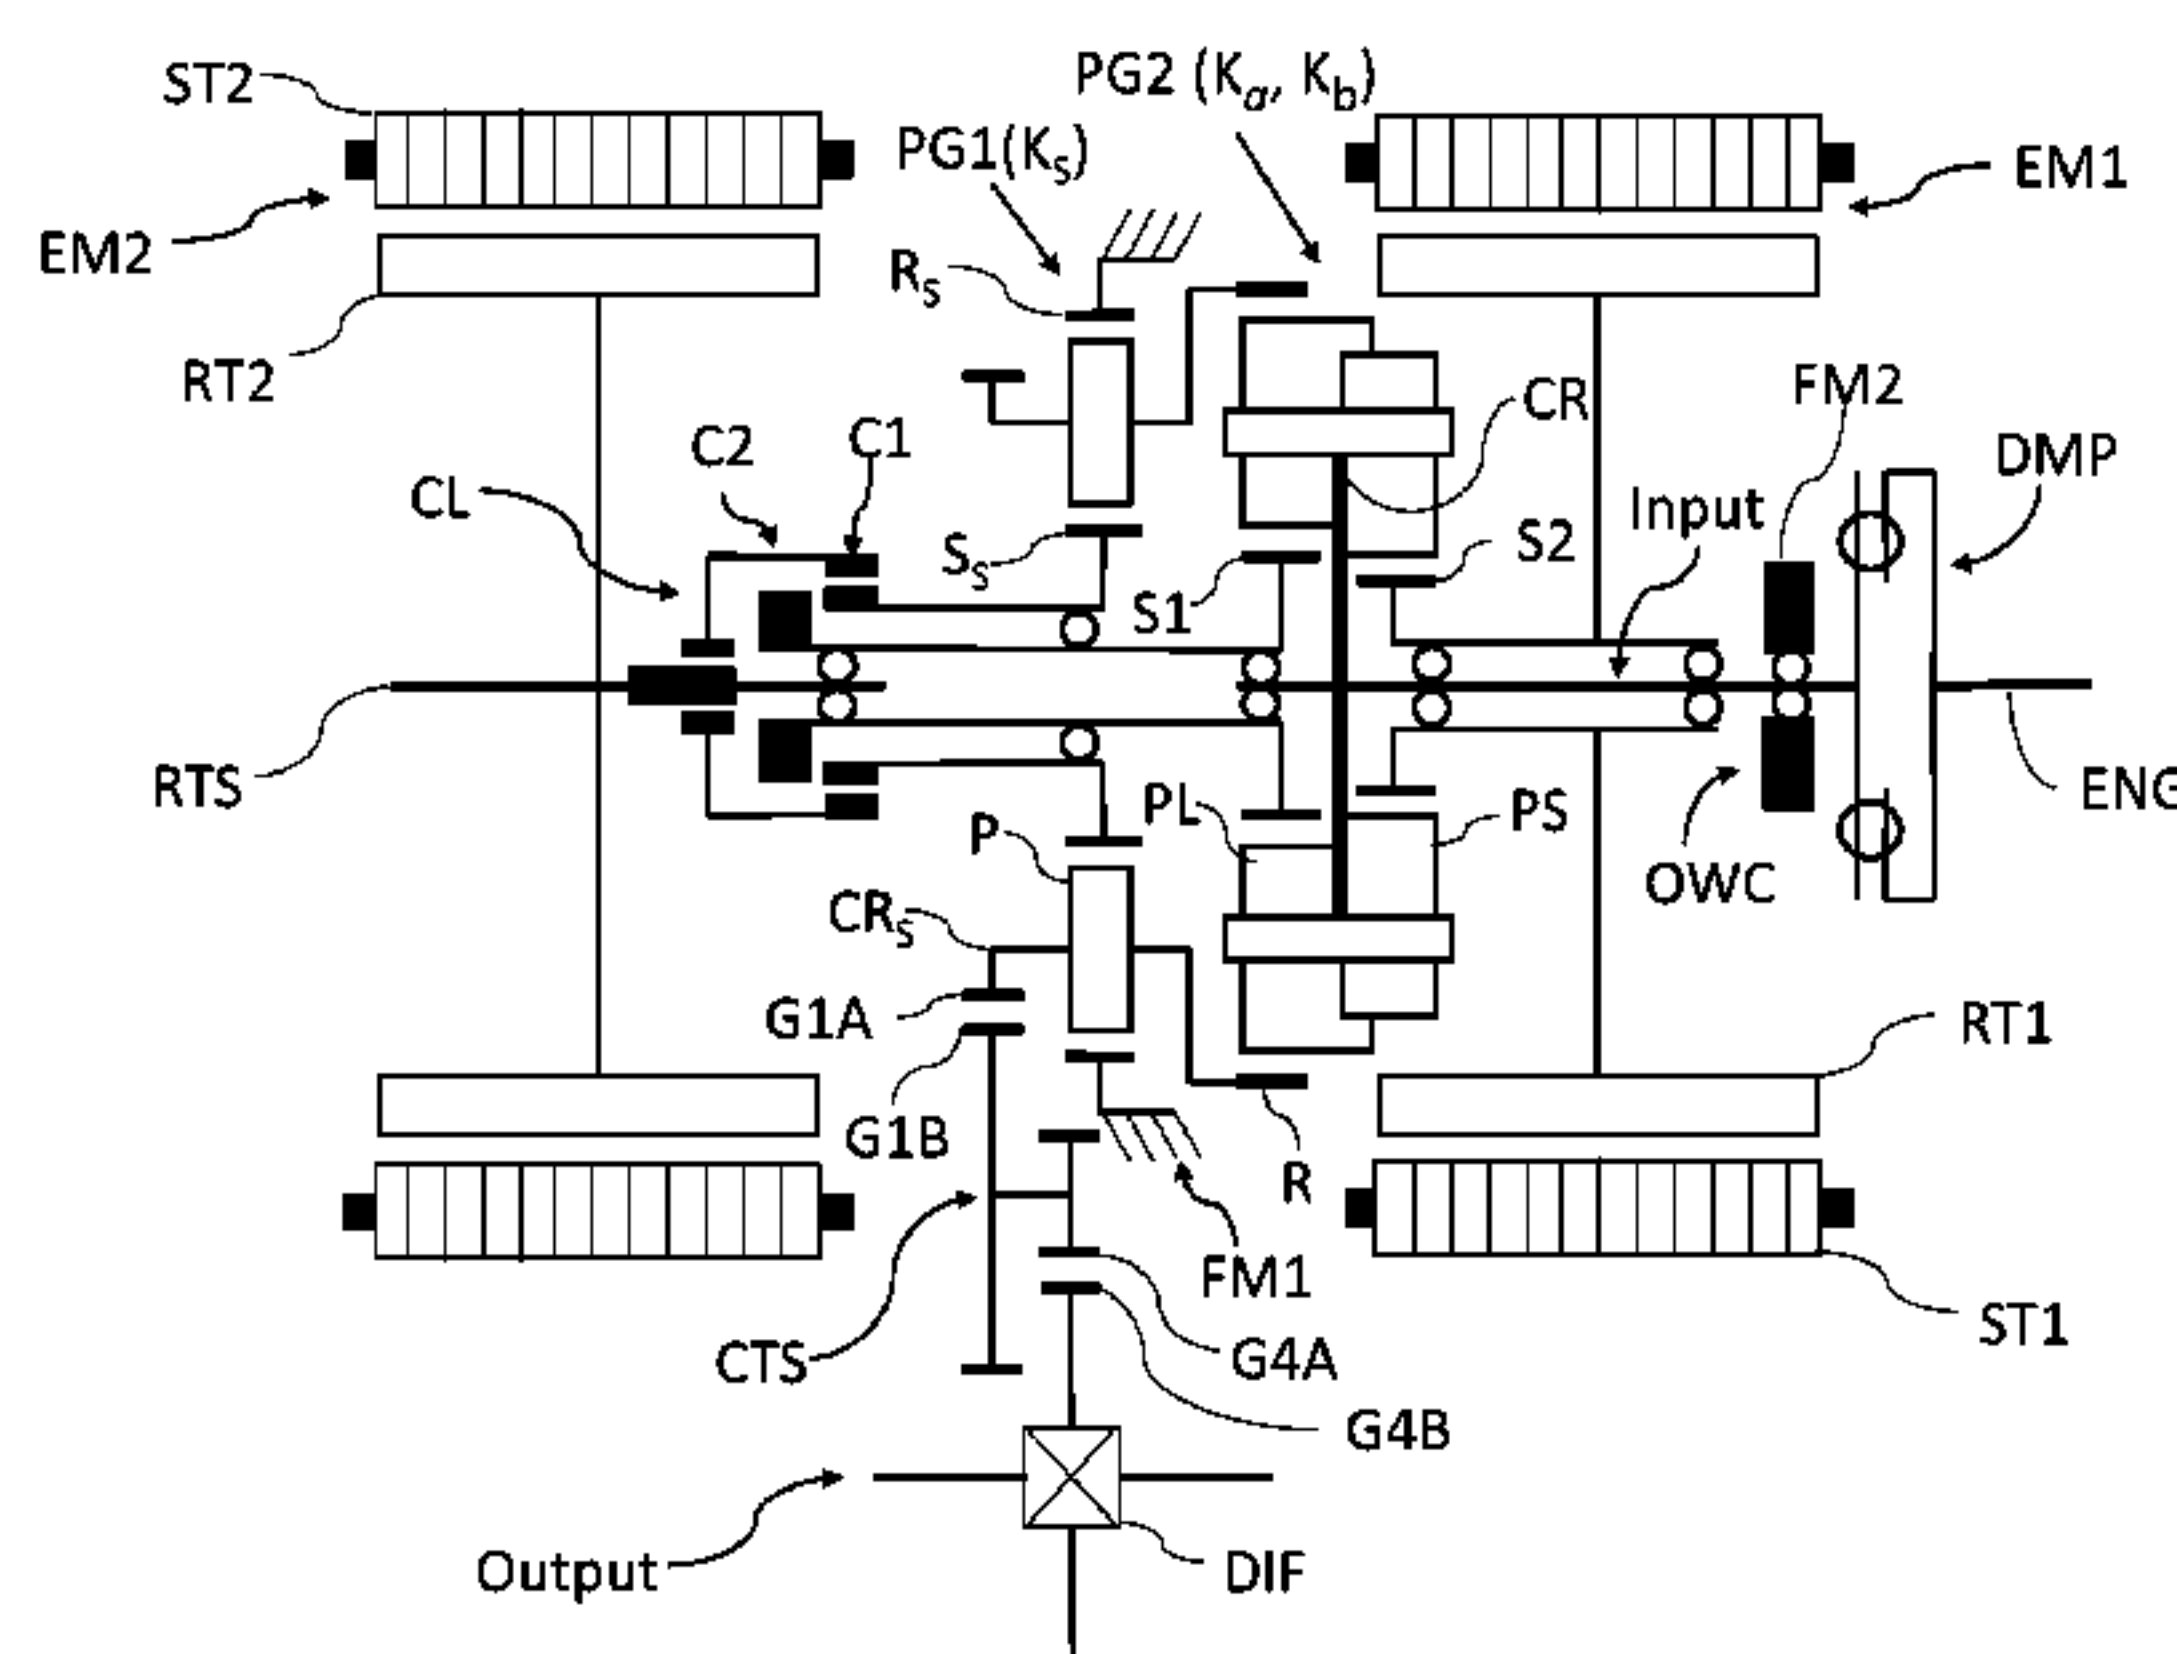 ST2
PG2 (Ka, Kb)
PG1(KS)
EM1
EM2
RS
RT2
CR
FM2
C2
C1
DMP
CL
Input
SS
S2
S1
RTS
PL
PS
ENG
P
OWC
CRS
G1A
RT1
G1B
R
FM1
ST1
CTS
G4A
G4B
Output
DIF